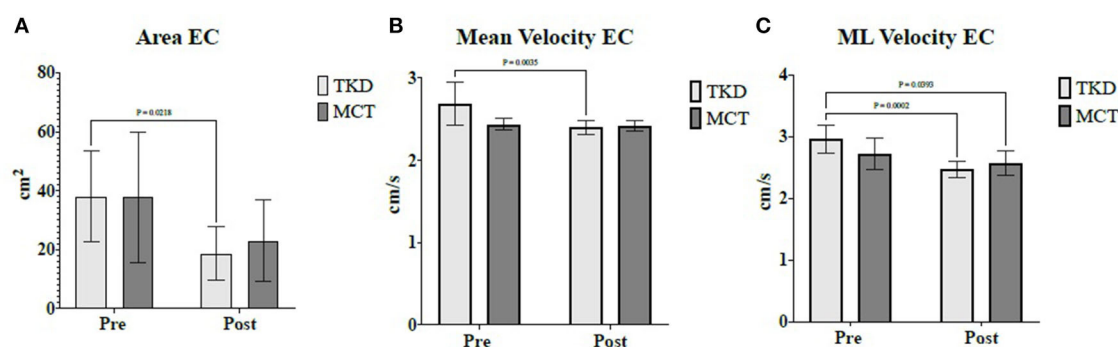 A
Area EC
80
60
40
20
0
cm²
P = 0.0218
TKD
MCT
Pre
Post
B
Mean Velocity EC
3
2
1
0
cm/s
P = 0.0035
TKD
MCT
Pre
Post
C
ML Velocity EC
4
3
2
1
0
cm/s
P = 0.0393
P = 0.0002
TKD
MCT
Pre
Post